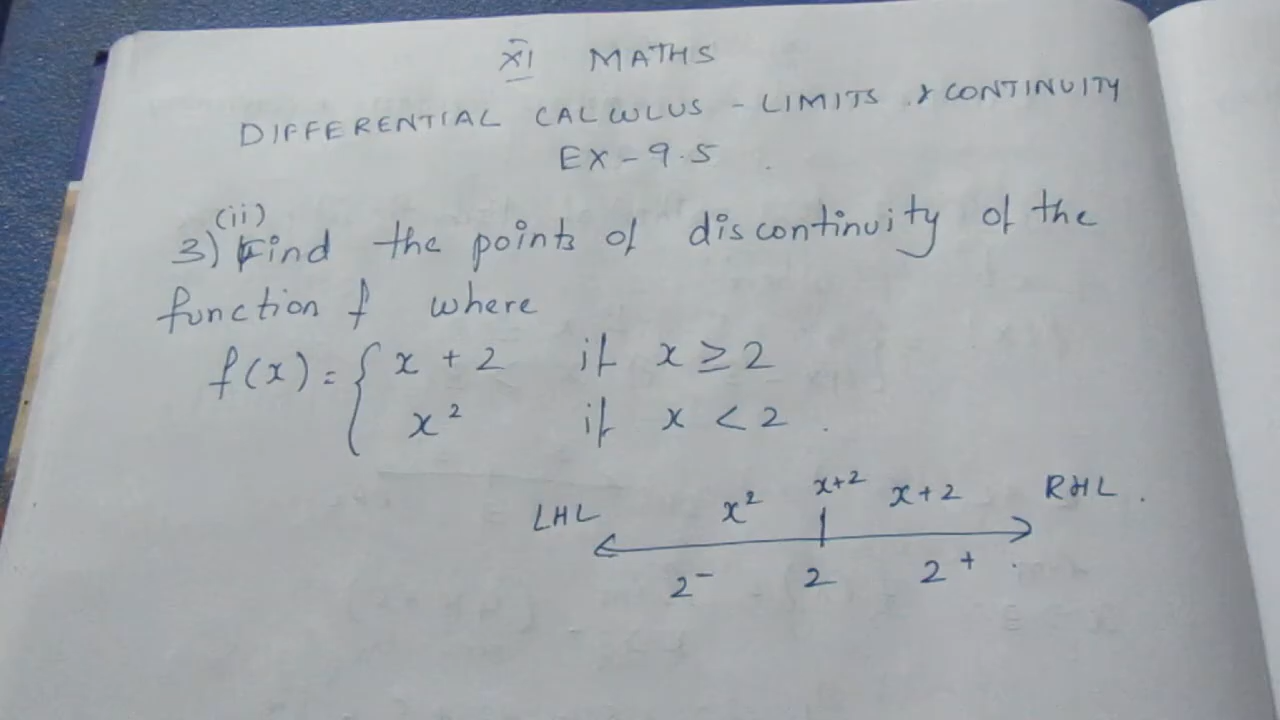 XI MATHS
DIFFERENTIAL CALCULUS - LIMITS & CONTINUITY
EX - 9.5
(ii)
3) Find the points of discontinuity of the
function f where
f(x) = { x + 2 if x ≥ 2
x² if x < 2 .
LHL x² x+2 x+2 RHL .
2⁻ 2 2⁺